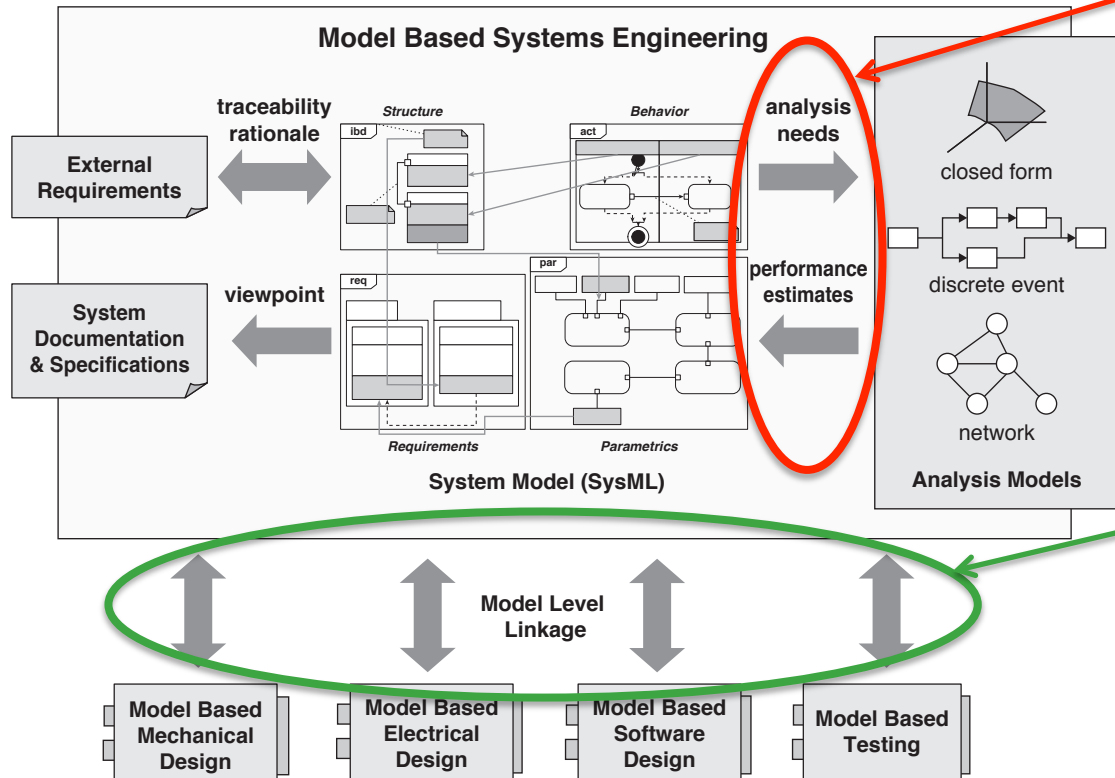 Model Based Systems Engineering
traceability
rationale
Structure
Behavior
analysis
needs
ibd
act
External
Requirements
closed form
par
performance
estimates
req
viewpoint
discrete event
System
Documentation
& Specifications
network
Requirements
Parametrics
System Model (SysML)
Analysis Models
Model Level
Linkage
Model Based
Mechanical
Design
Model Based
Electrical
Design
Model Based
Software
Design
Model Based
Testing